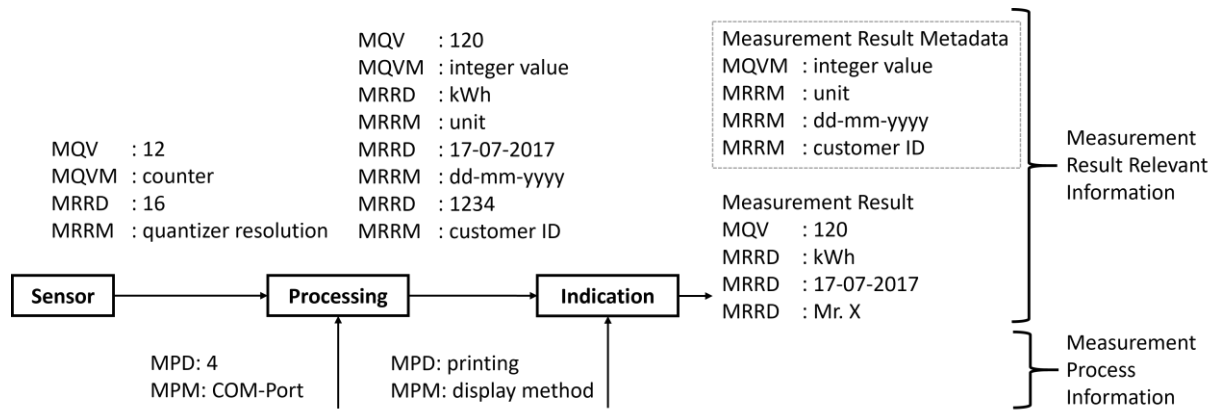 MQV : 12
MQVM : counter
MRRD : 16
MRRM : quantizer resolution
MQV : 120
MQVM : integer value
MRRD : kWh
MRRM : unit
MRRD : 17-07-2017
MRRM : dd-mm-yyyy
MRRD : 1234
MRRM : customer ID
Measurement Result Metadata
MQVM : integer value
MRRM : unit
MRRM : dd-mm-yyyy
MRRM : customer ID
Measurement Result
MQV : 120
MRRD : kWh
MRRD : 17-07-2017
MRRD : Mr. X
Measurement
Result Relevant
Information
Sensor
Processing
Indication
MPD: 4
MPM: COM-Port
MPD: printing
MPM: display method
Measurement
Process
Information